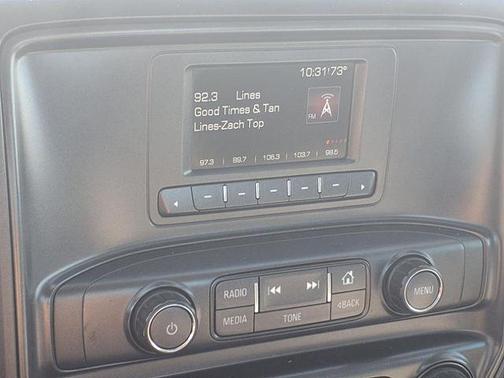 10:31 73°
92.3 Lines
Good Times & Tan
Lines-Zach Top
FM
97.3 | 89.7 | 106.3 | 103.7 | 98.5
RADIO
MEDIA
TONE
BACK
MENU